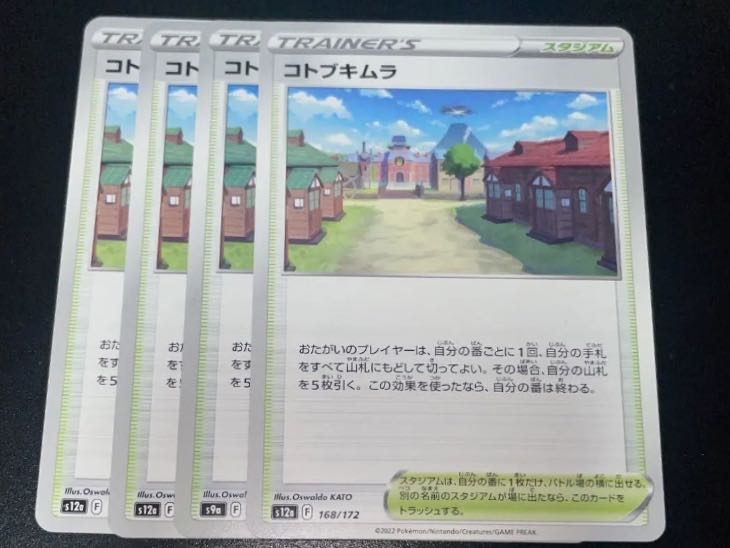 TRAINER'S
TRAINER'S
TRAINER'S
TRAINER'S スタジアム
コト
コト
コト
コトブキムラ
おた
をす
を5
おた
をす
を5
おた
をす
を5
おたがいのプレイヤーは、自分の番ごとに1回、自分の手札
をすべて山札にもどして切ってよい。その場合、自分の山札
を5枚引く。この効果を使ったなら、自分の番は終わる。
スタジアムは、自分の番に1枚だけ、バトル場の横に出せる。
別の名前のスタジアムが場に出たなら、このカードを
トラッシュする。
Illus.Oswa
Illus.Oswal
Illus.Oswa
Illus.Oswaldo KATO
s12a F
s12a F
s9a F
s12a F 168/172
©2022 Pokémon/Nintendo/Creatures/GAME FREAK.